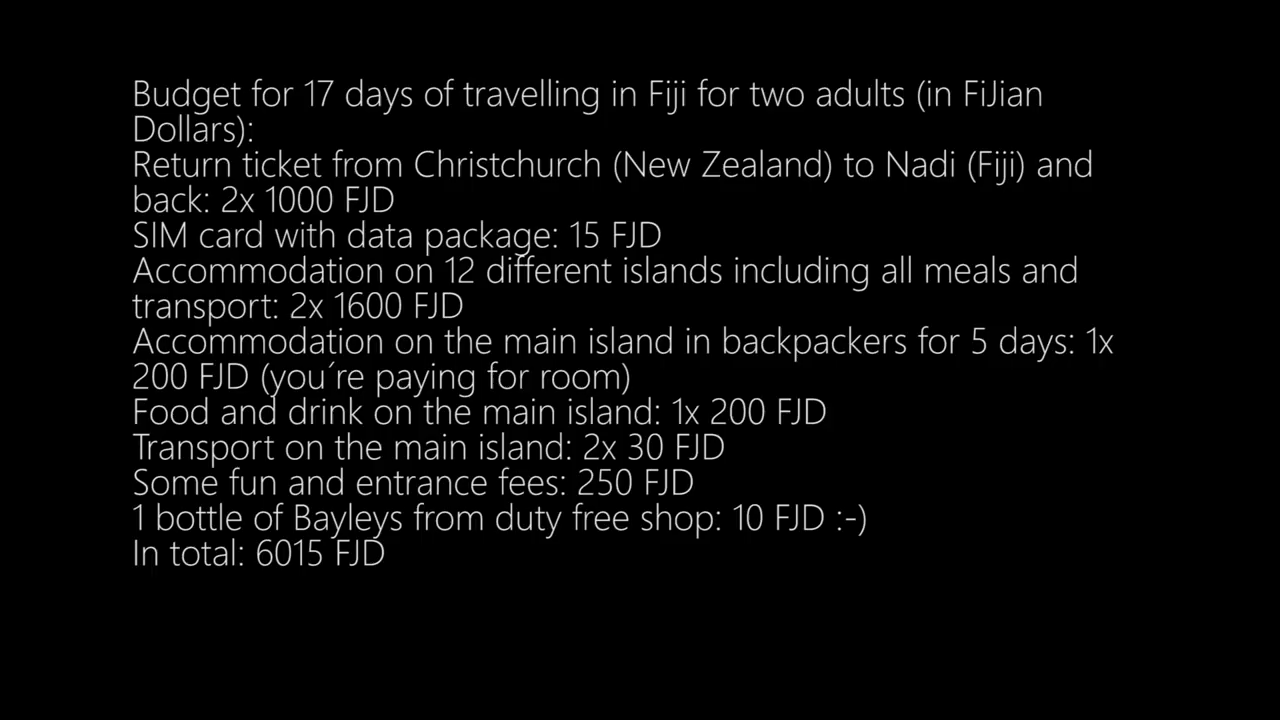 Budget for 17 days of travelling in Fiji for two adults (in FiJian
Dollars):
Return ticket from Christchurch (New Zealand) to Nadi (Fiji) and
back: 2x 1000 FJD
SIM card with data package: 15 FJD
Accommodation on 12 different islands including all meals and
transport: 2x 1600 FJD
Accommodation on the main island in backpackers for 5 days: 1x
200 FJD (you´re paying for room)
Food and drink on the main island: 1x 200 FJD
Transport on the main island: 2x 30 FJD
Some fun and entrance fees: 250 FJD
1 bottle of Bayleys from duty free shop: 10 FJD :-)
In total: 6015 FJD